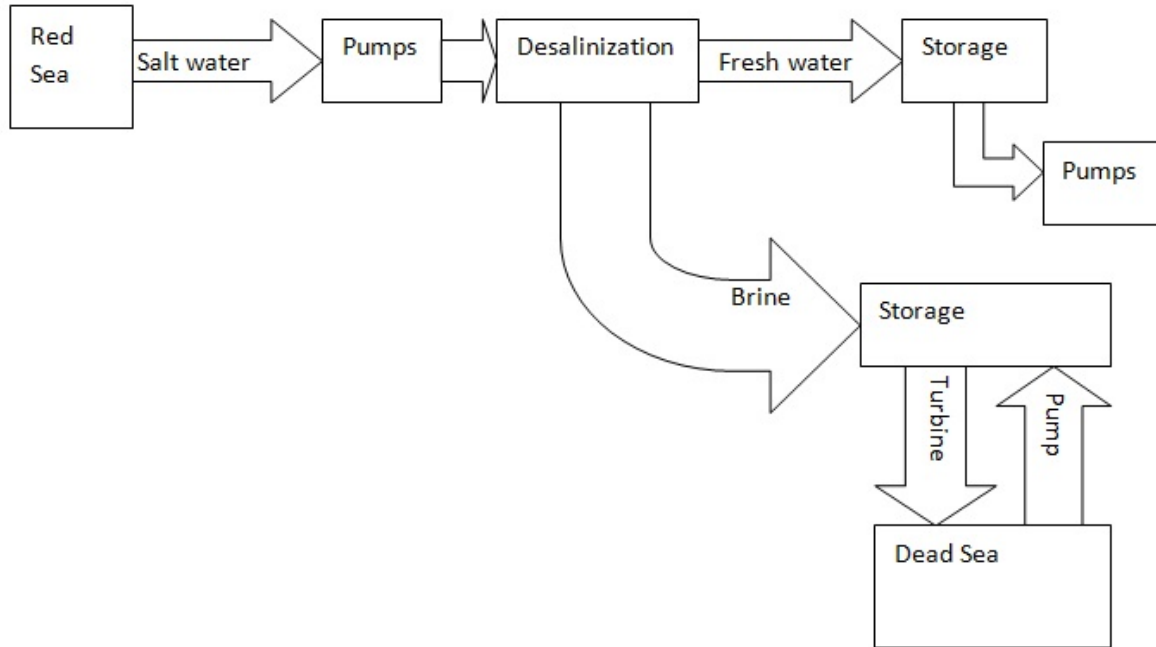 Red
Sea
Salt water
Pumps
Desalinization
Fresh water
Storage
Pumps
Brine
Storage
Turbine
Pump
Dead Sea